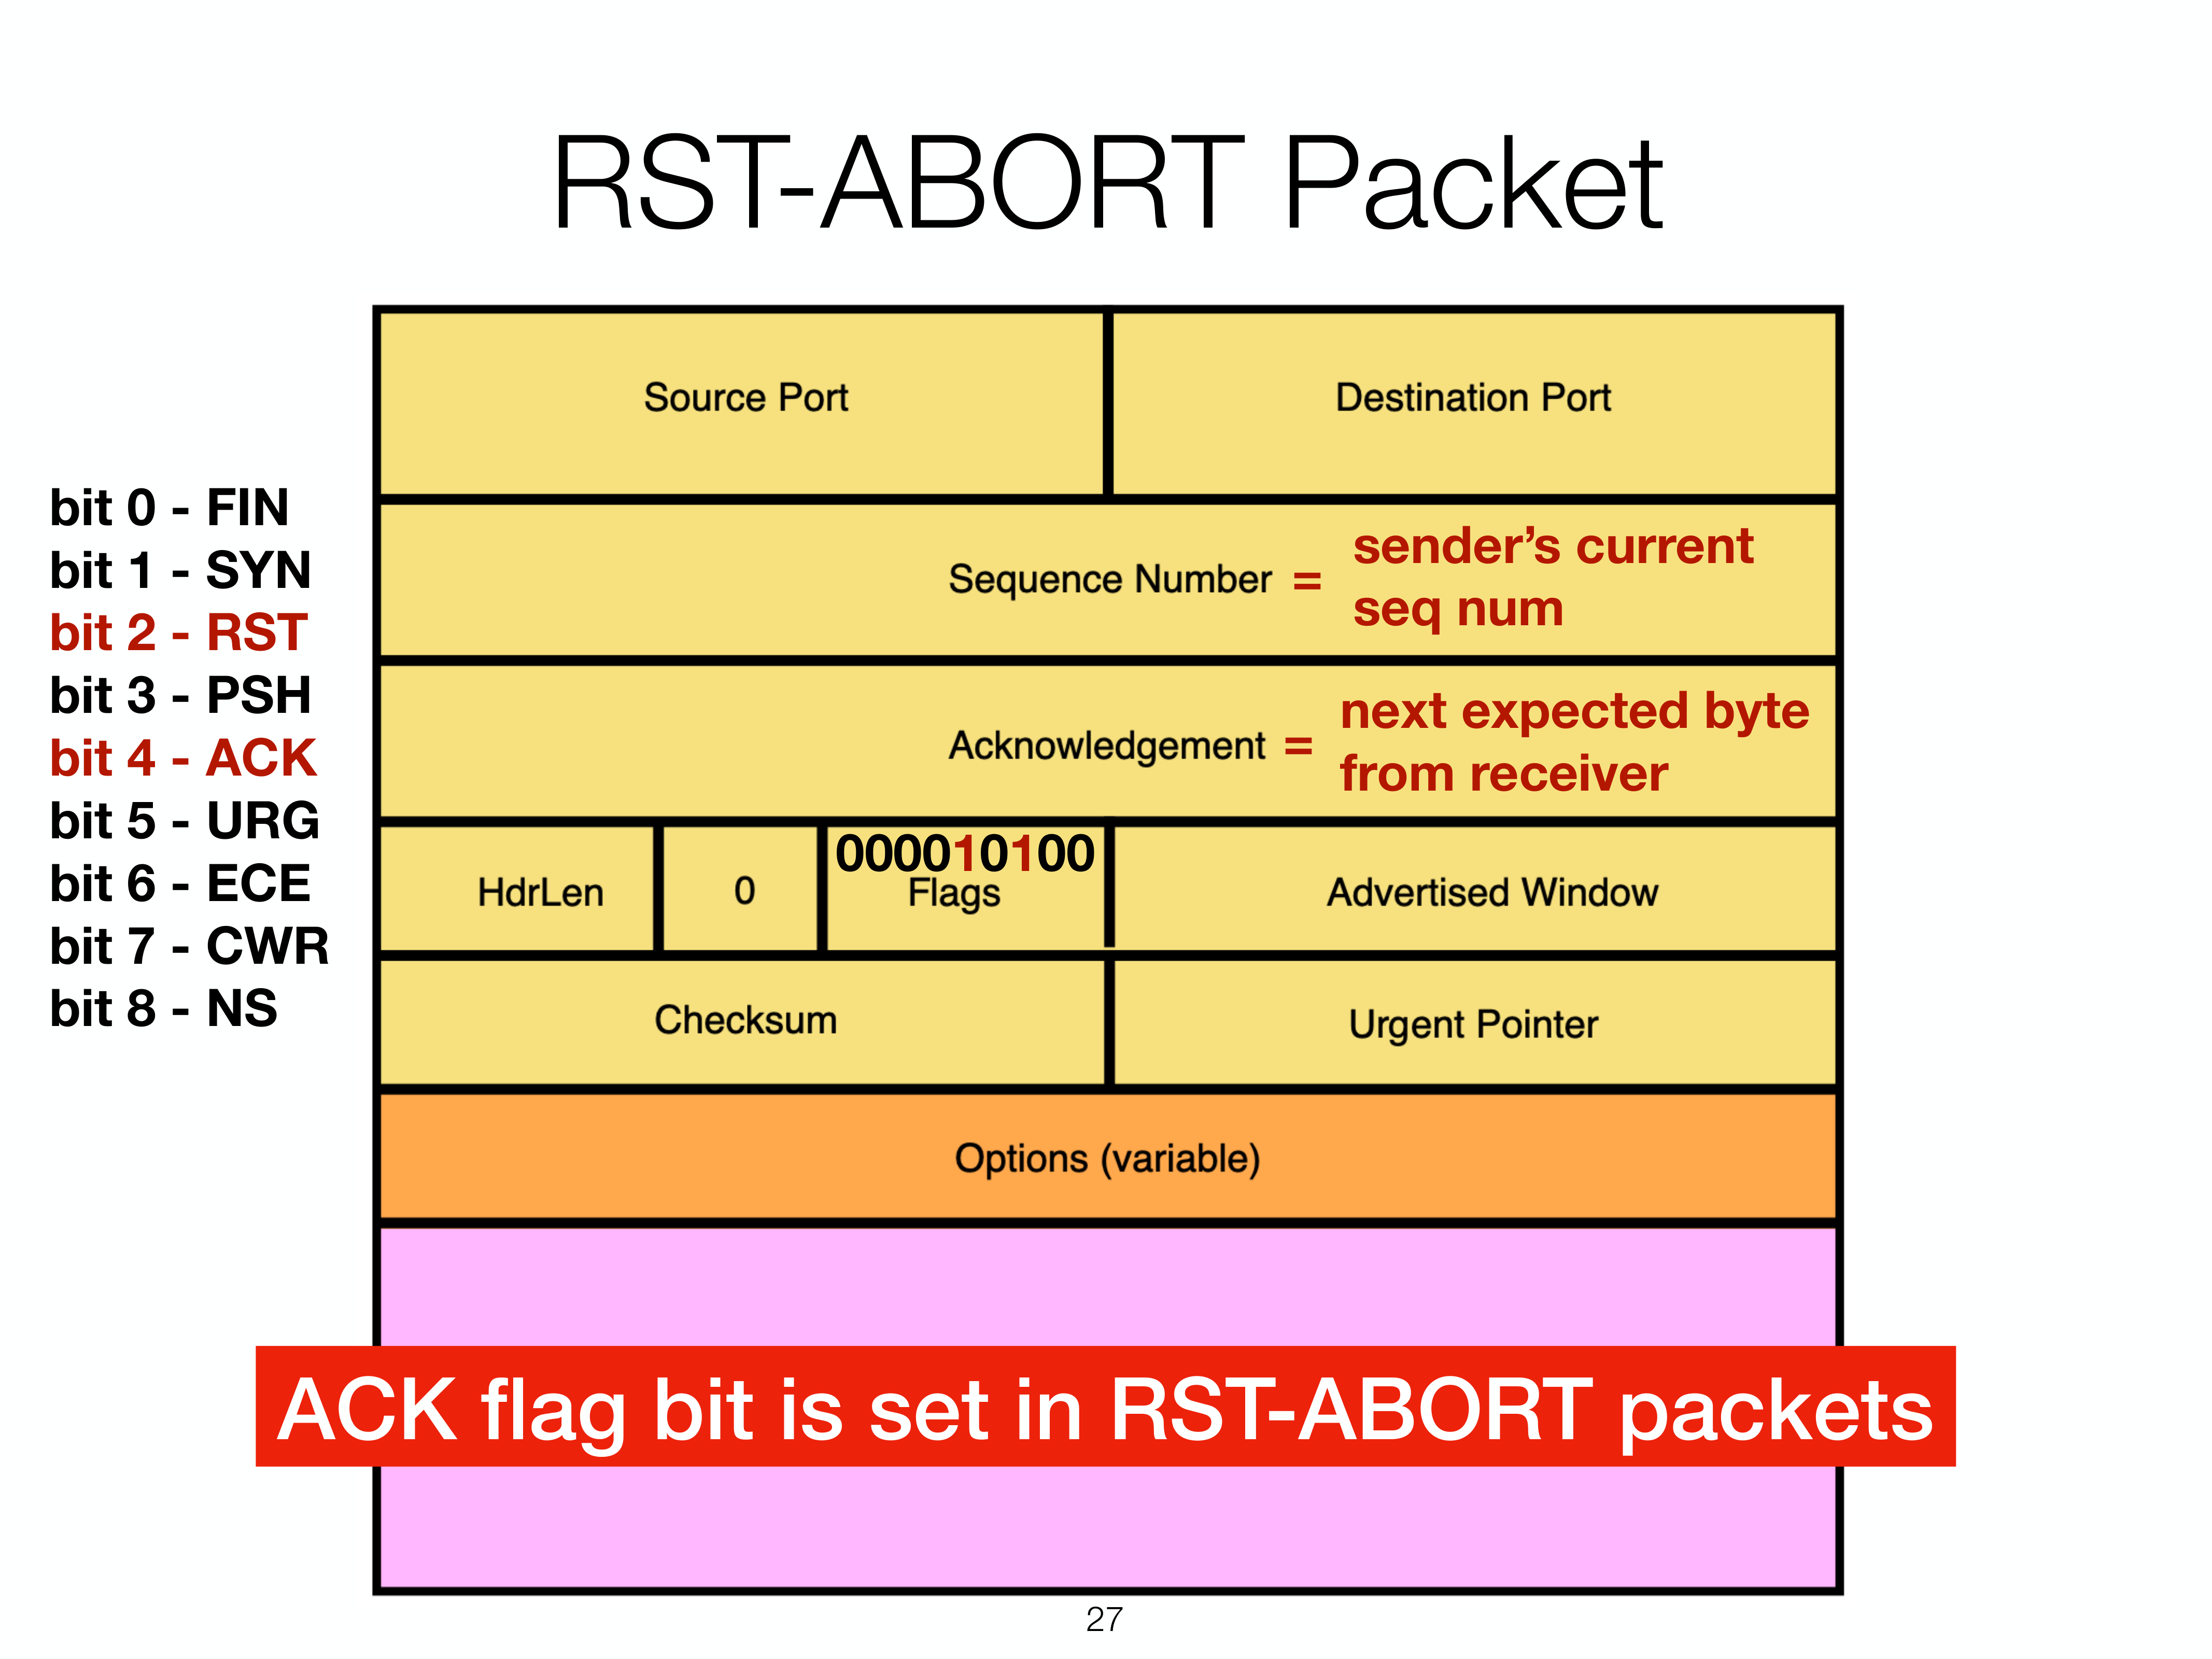 RST-ABORT Packet
bit 0 - FIN
bit 1 - SYN
bit 2 - RST
bit 3 - PSH
bit 4 - ACK
bit 5 - URG
bit 6 - ECE
bit 7 - CWR
bit 8 - NS
Source Port
Destination Port
Sequence Number =
sender’s current
seq num
Acknowledgement =
next expected byte
from receiver
HdrLen
0
000010100
Flags
Advertised Window
Checksum
Urgent Pointer
Options (variable)
ACK flag bit is set in RST-ABORT packets
27